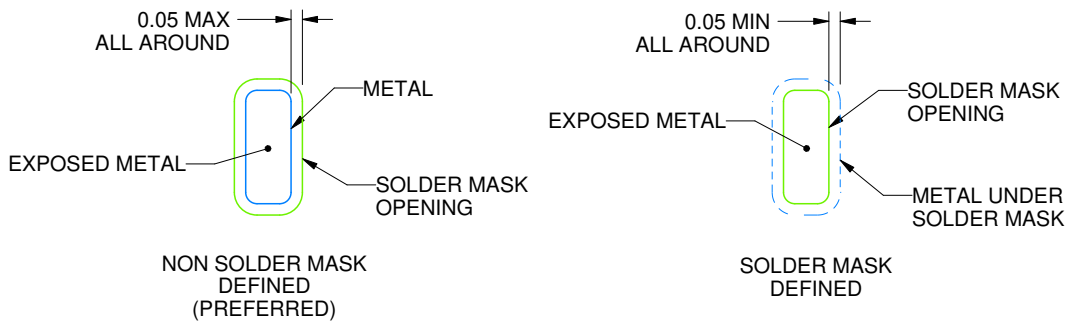 0.05 MAX
ALL AROUND
METAL
EXPOSED METAL
SOLDER MASK
OPENING
NON SOLDER MASK
DEFINED
(PREFERRED)
0.05 MIN
ALL AROUND
SOLDER MASK
OPENING
EXPOSED METAL
METAL UNDER
SOLDER MASK
SOLDER MASK
DEFINED